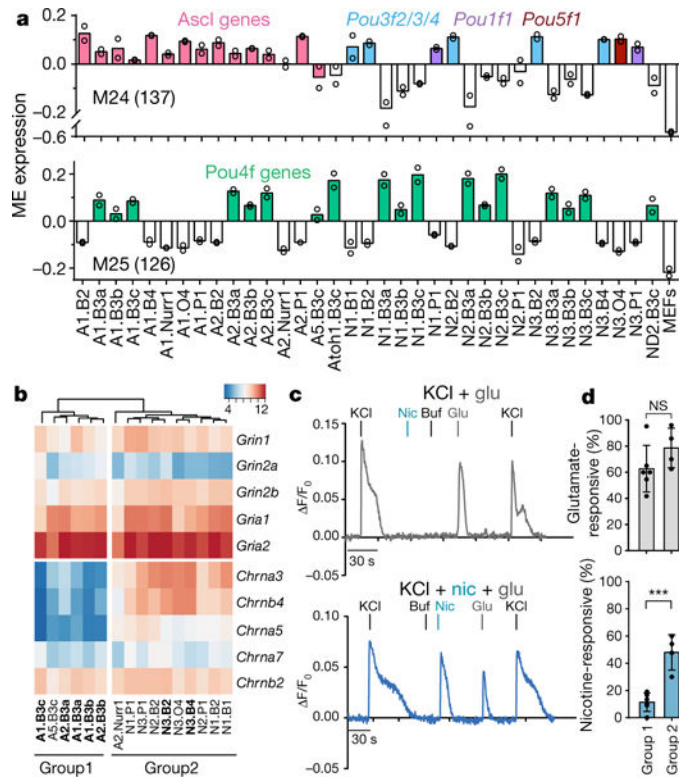 a
Ascl genes Pou3f2/3/4 Pou1f1 Pou5f1
0.2
0.0
−0.2
−0.6
M24 (137)
ME expression
Pou4f genes
0.2
0.0
−0.2
M25 (126)
A1.B2 A1.B3a A1.B3b A1.B3c A1.B4 A1.Nurr1 A1.O4 A1.P1 A2.B2 A2.B3a A2.B3b A2.B3c A2.Nurr1 A2.P1 A5.B3c Atoh1.B3c N1.B1 N1.B2 N1.B3a N1.B3b N1.B3c N1.P1 N2.B2 N2.B3a N2.B3b N2.B3c N2.P1 N3.B2 N3.B3a N3.B3b N3.B3c N3.B4 N3.O4 N3.P1 ND2.B3c MEFs
b
4 12
Grin1
Grin2a
Grin2b
Gria1
Gria2
Chrna3
Chrnb4
Chrna5
Chrna7
Chrnb2
A1.B3c A5.B3c A2.B3a A1.B3a A1.B3b A2.B3b A2.Nurr1 N1.P1 N3.P1 N2.B2 N3.B2 N3.O4 N3.B4 N2.P1 N1.B2 N1.B1
Group1 Group2
c
KCl + glu
KCl Nic Buf Glu KCl
0.15
0.10
0.05
0.00
−0.05
ΔF/F0
30 s
KCl + nic + glu
KCl Buf Nic Glu KCl
0.10
0.05
0.00
−0.05
ΔF/F0
30 s
d
NS
100
80
60
40
20
0
Glutamate-
responsive (%)
***
100
80
60
40
20
0
Nicotine-responsive (%)
Group 1
Group 2